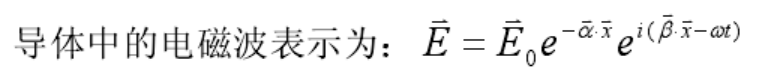 导体中的电磁波表示为：$\vec{E} = \vec{E}_0 e^{-\vec{\alpha}\cdot\vec{x}} e^{i(\vec{\beta}\cdot\vec{x}-\omega t)}$